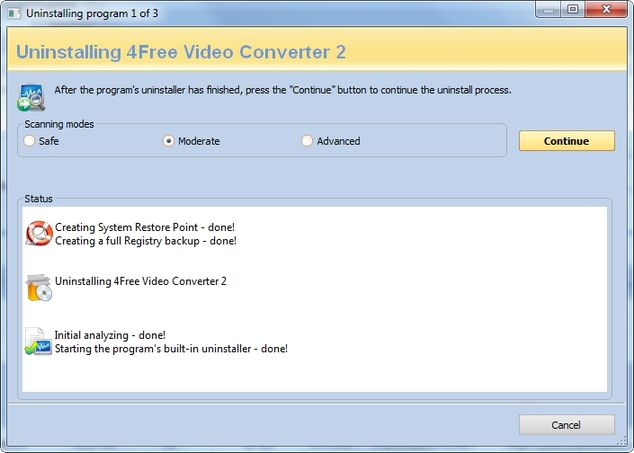 Uninstalling program 1 of 3
Uninstalling 4Free Video Converter 2
After the program's uninstaller has finished, press the "Continue" button to continue the uninstall process.
Scanning modes
Safe
Moderate
Advanced
Continue
Status
Creating System Restore Point - done!
Creating a full Registry backup - done!
Uninstalling 4Free Video Converter 2
Initial analyzing - done!
Starting the program's built-in uninstaller - done!
Cancel